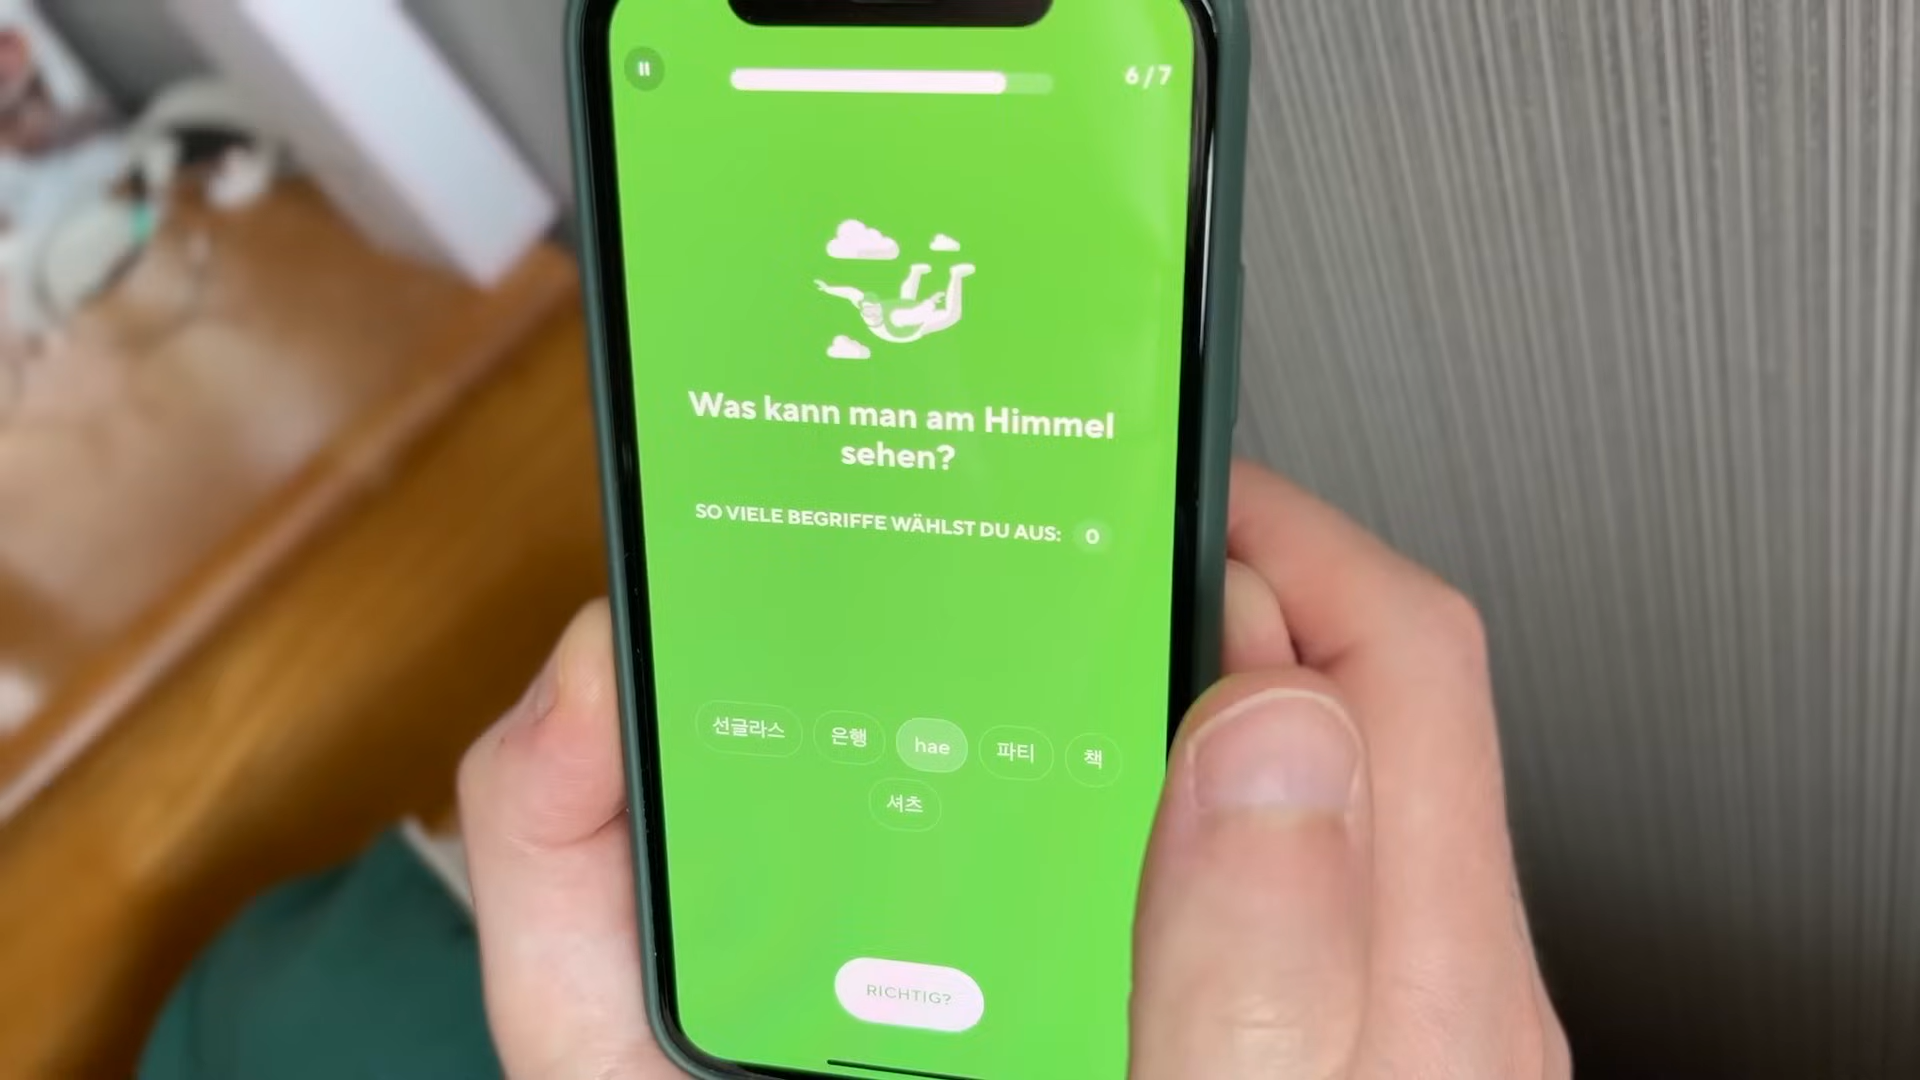 6/7
Was kann man am Himmel
sehen?
SO VIELE BEGRIFFE WÄHLST DU AUS: 0
선글라스 은행 hae 파티 책
셔츠
RICHTIG?